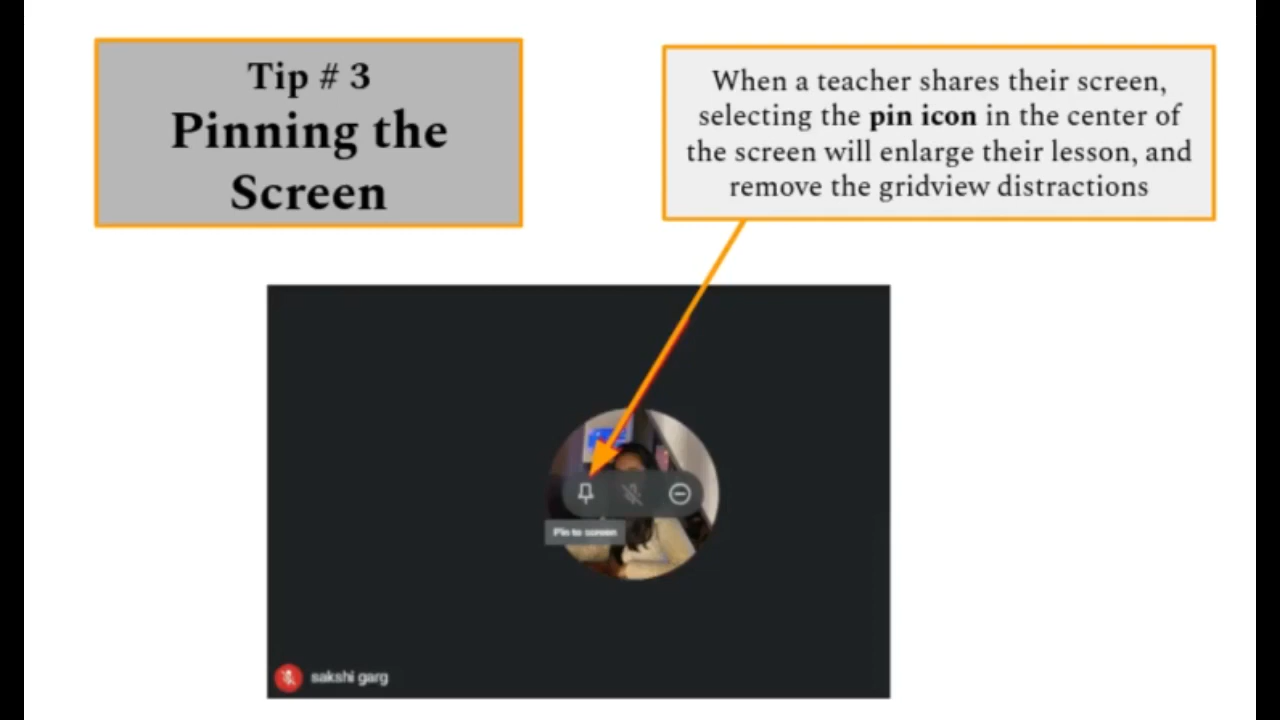 Tip # 3
Pinning the
Screen
When a teacher shares their screen,
selecting the pin icon in the center of
the screen will enlarge their lesson, and
remove the gridview distractions
Pin to screen
sakshi garg